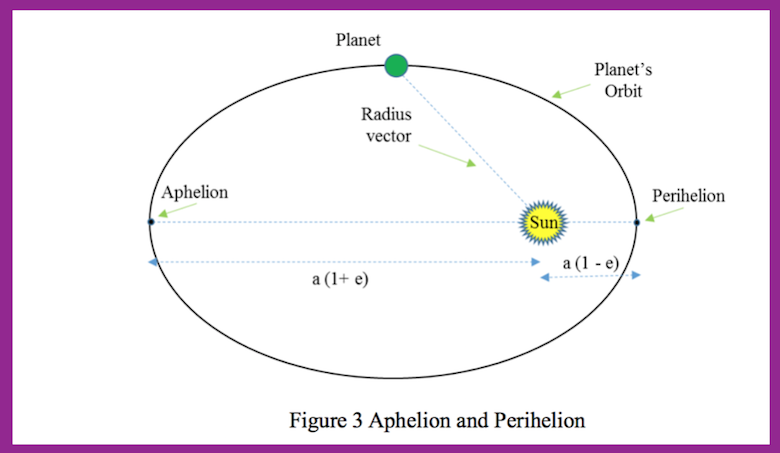 Planet
Planet's
Orbit
Radius
vector
Aphelion
Perihelion
Sun
a (1 - e)
a (1+ e)
Figure 3 Aphelion and Perihelion